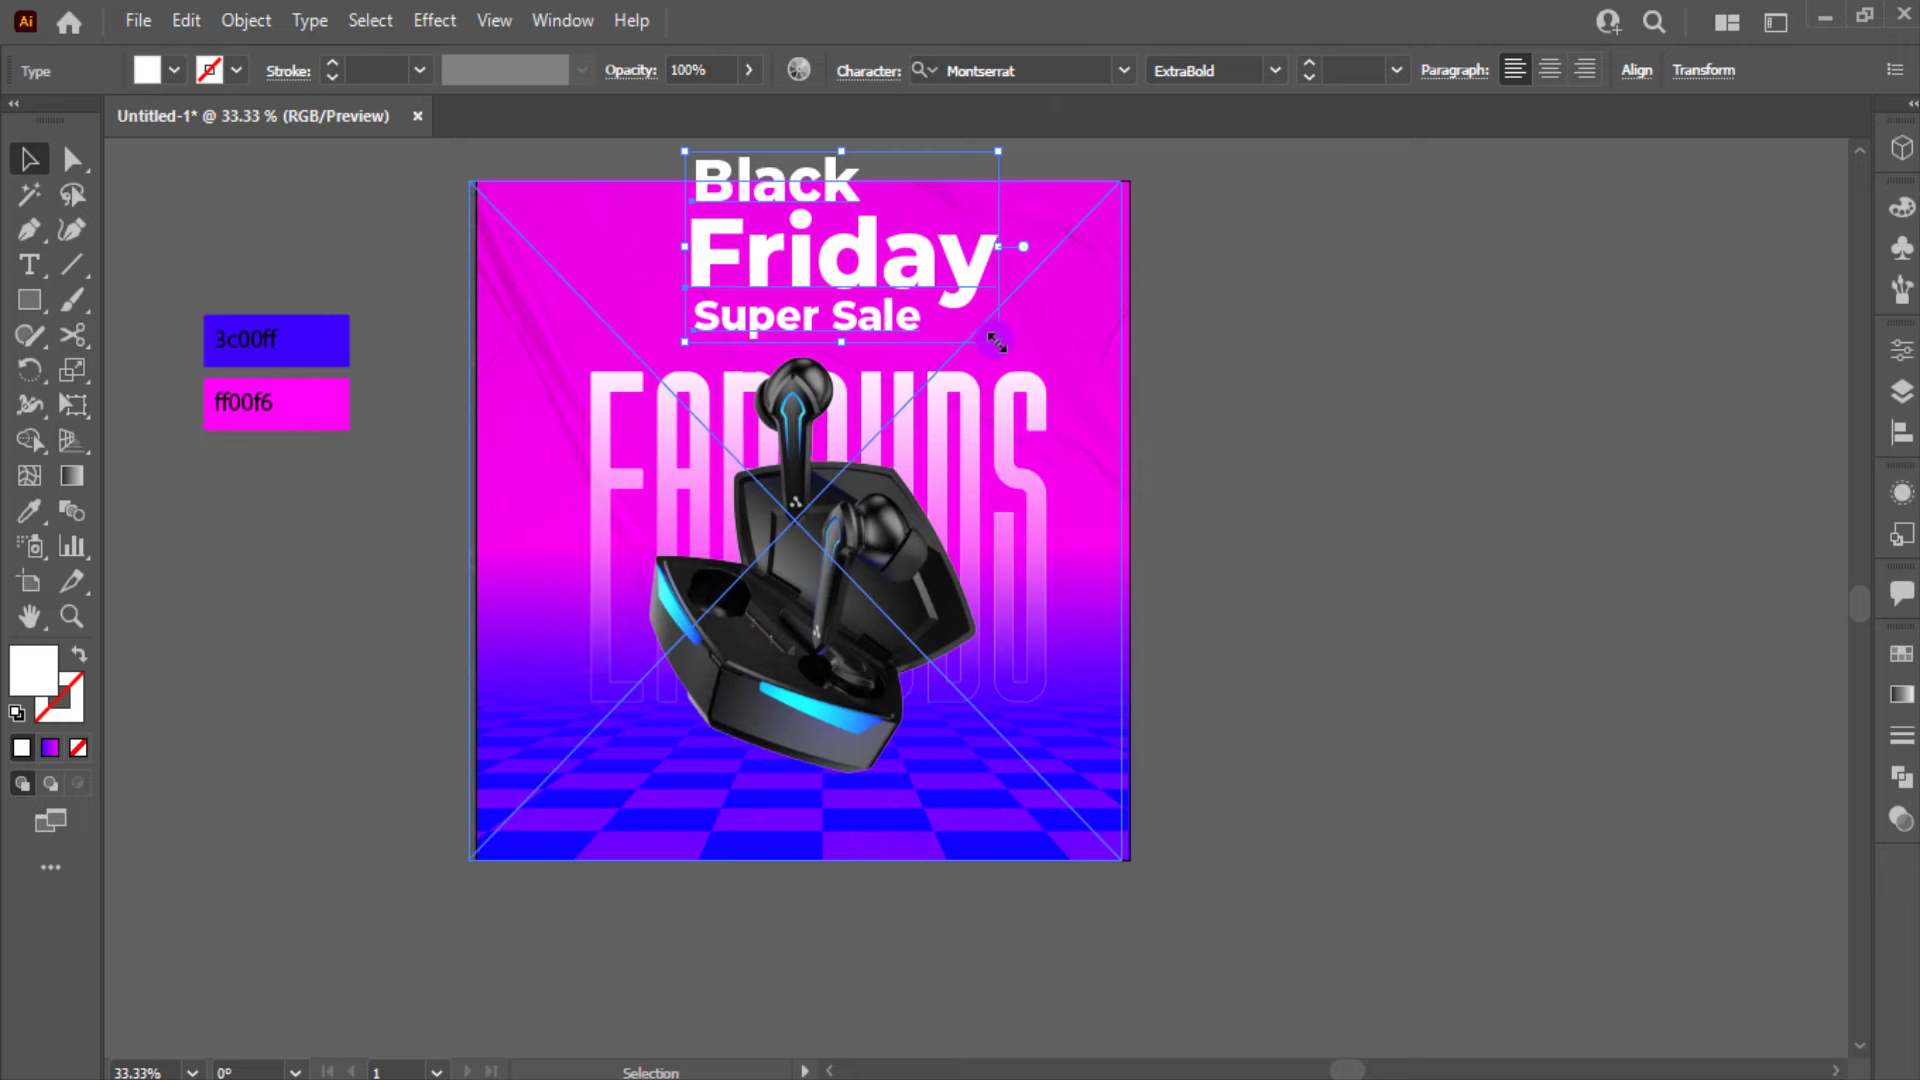 Ai
File Edit Object Type Select Effect View Window Help
Type Stroke: Opacity: 100% Character: Montserrat ExtraBold Paragraph: Align Transform
Untitled-1* @ 33.33 % (RGB/Preview) ×
Black
Friday
Super Sale
3c00ff
ff00f6
EARBUDS
33.33% 0° 1 Selection